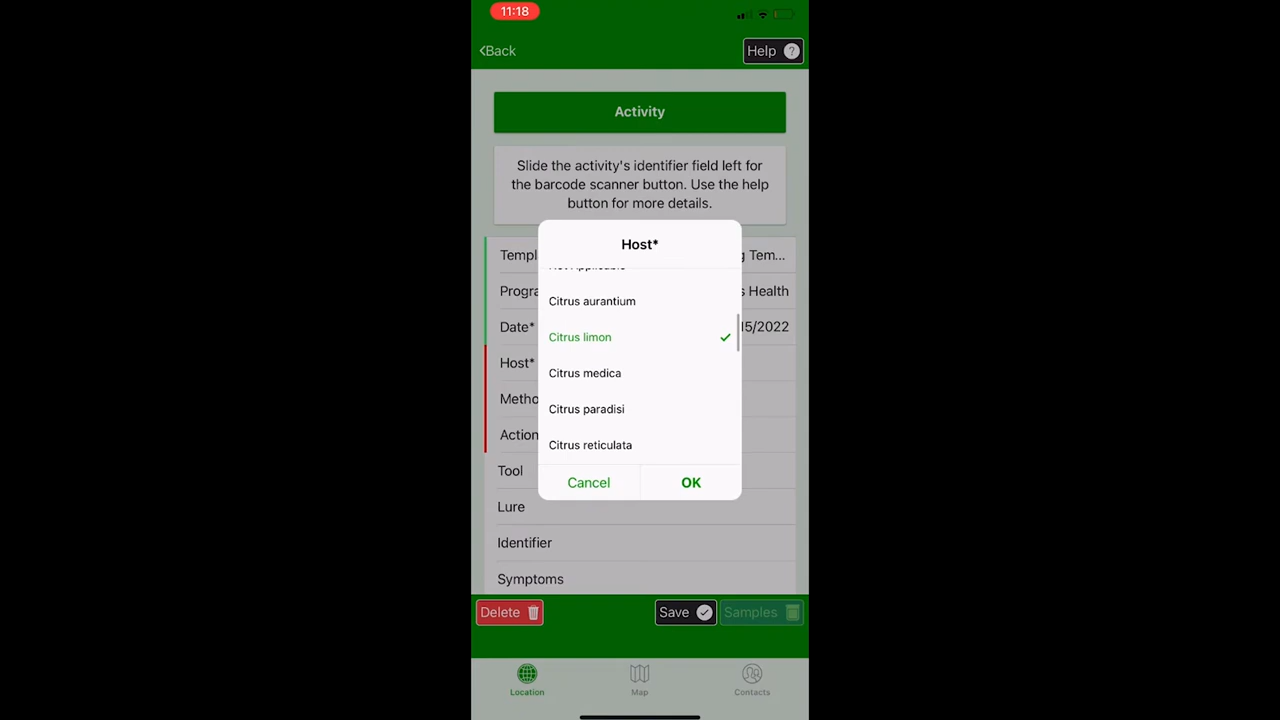 11:18
Back
Help ?
Activity
Slide the activity's identifier field left for
the barcode scanner button. Use the help
button for more details.
Host*
Not Applicable
Citrus aurantium
Citrus limon
Citrus medica
Citrus paradisi
Citrus reticulata
Cancel OK
Templ g Tem...
Progra s Health
Date* 15/2022
Host*
Metho
Action
Tool
Lure
Identifier
Symptoms
Delete Save Samples
Location Map Contacts